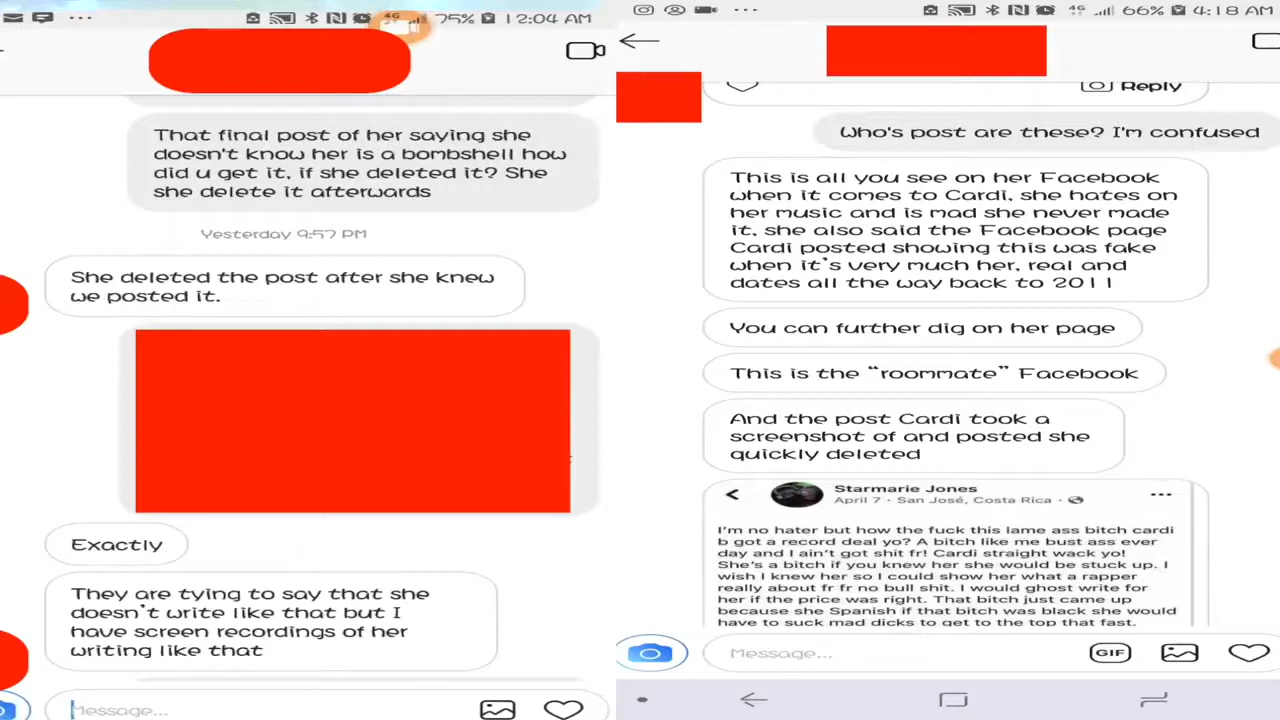 75% 12:04 AM
That final post of her saying she
doesn't know her is a bombshell how
did u get it, if she deleted it? She
she delete it afterwards
Yesterday 9:57 PM
She deleted the post after she knew
we posted it.
Exactly
They are tying to say that she
doesn't write like that but I
have screen recordings of her
writing like that
Message...
4G 66% 4:18 AM
Reply
Who's post are these? I'm confused
This is all you see on her Facebook
when it comes to Cardi, she hates on
her music and is mad she never made
it, she also said the Facebook page
Cardi posted showing this was fake
when it's very much her, real and
dates all the way back to 2011
You can further dig on her page
This is the “roommate” Facebook
And the post Cardi took a
screenshot of and posted she
quickly deleted
Starmarie Jones
April 7 · San José, Costa Rica ·
I'm no hater but how the fuck this lame ass bitch cardi
b got a record deal yo? A bitch like me bust ass ever
day and I ain't got shit fr! Cardi straight wack yo!
She's a bitch if you knew her she would be stuck up. I
wish I knew her so I could show her what a rapper
really about fr fr no bull shit. I would ghost write for
her if the price was right. That bitch just came up
because she Spanish if that bitch was black she would
have to suck mad dicks to get to the top that fast.
Message...
GIF